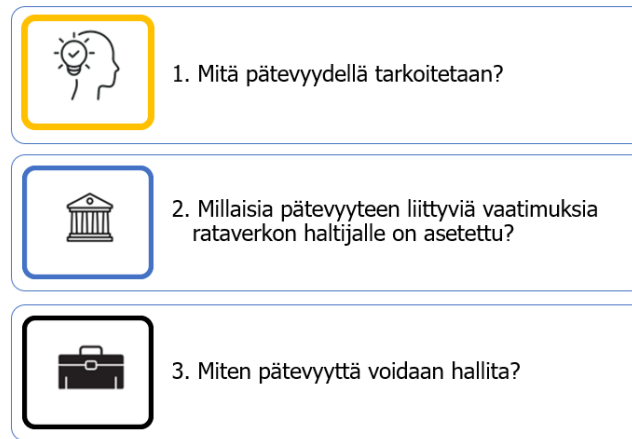 1. Mitä pätevyydellä tarkoitetaan?
2. Millaisia pätevyyteen liittyviä vaatimuksia
rataverkon haltijalle on asetettu?
3. Miten pätevyyttä voidaan hallita?